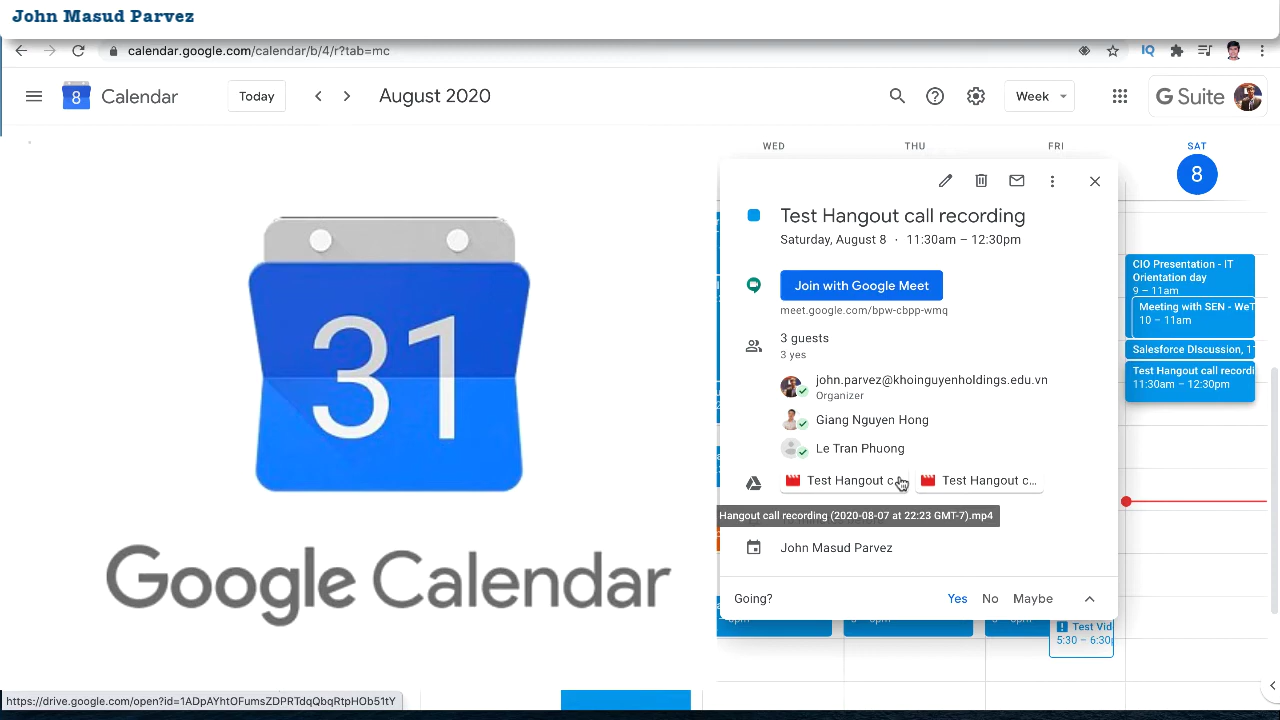 John Masud Parvez
calendar.google.com/calendar/b/4/r?tab=mc
IQ
8
Calendar
Today
August 2020
Week
G Suite
WED
THU
FRI
SAT
8
Test Hangout call recording
Saturday, August 8 · 11:30am – 12:30pm
Join with Google Meet
meet.google.com/bpw-cbpp-wmq
3 guests
3 yes
john.parvez@khoinguyenholdings.edu.vn
Organizer
Giang Nguyen Hong
Le Tran Phuong
Test Hangout c...
Test Hangout c...
Hangout call recording (2020-08-07 at 22:23 GMT-7).mp4
John Masud Parvez
Going?
Yes
No
Maybe
CIO Presentation - IT
Orientation day
9 – 11am
Meeting with SEN - WeT
10 – 11am
Salesforce DIscussion, 1
Test Hangout call recordi
11:30am – 12:30pm
Test Vid
5:30 – 6:30p
31
Google Calendar
https://drive.google.com/open?id=1ADpAYhtOFumsZDPRTdqQbqRtpHOb51tY